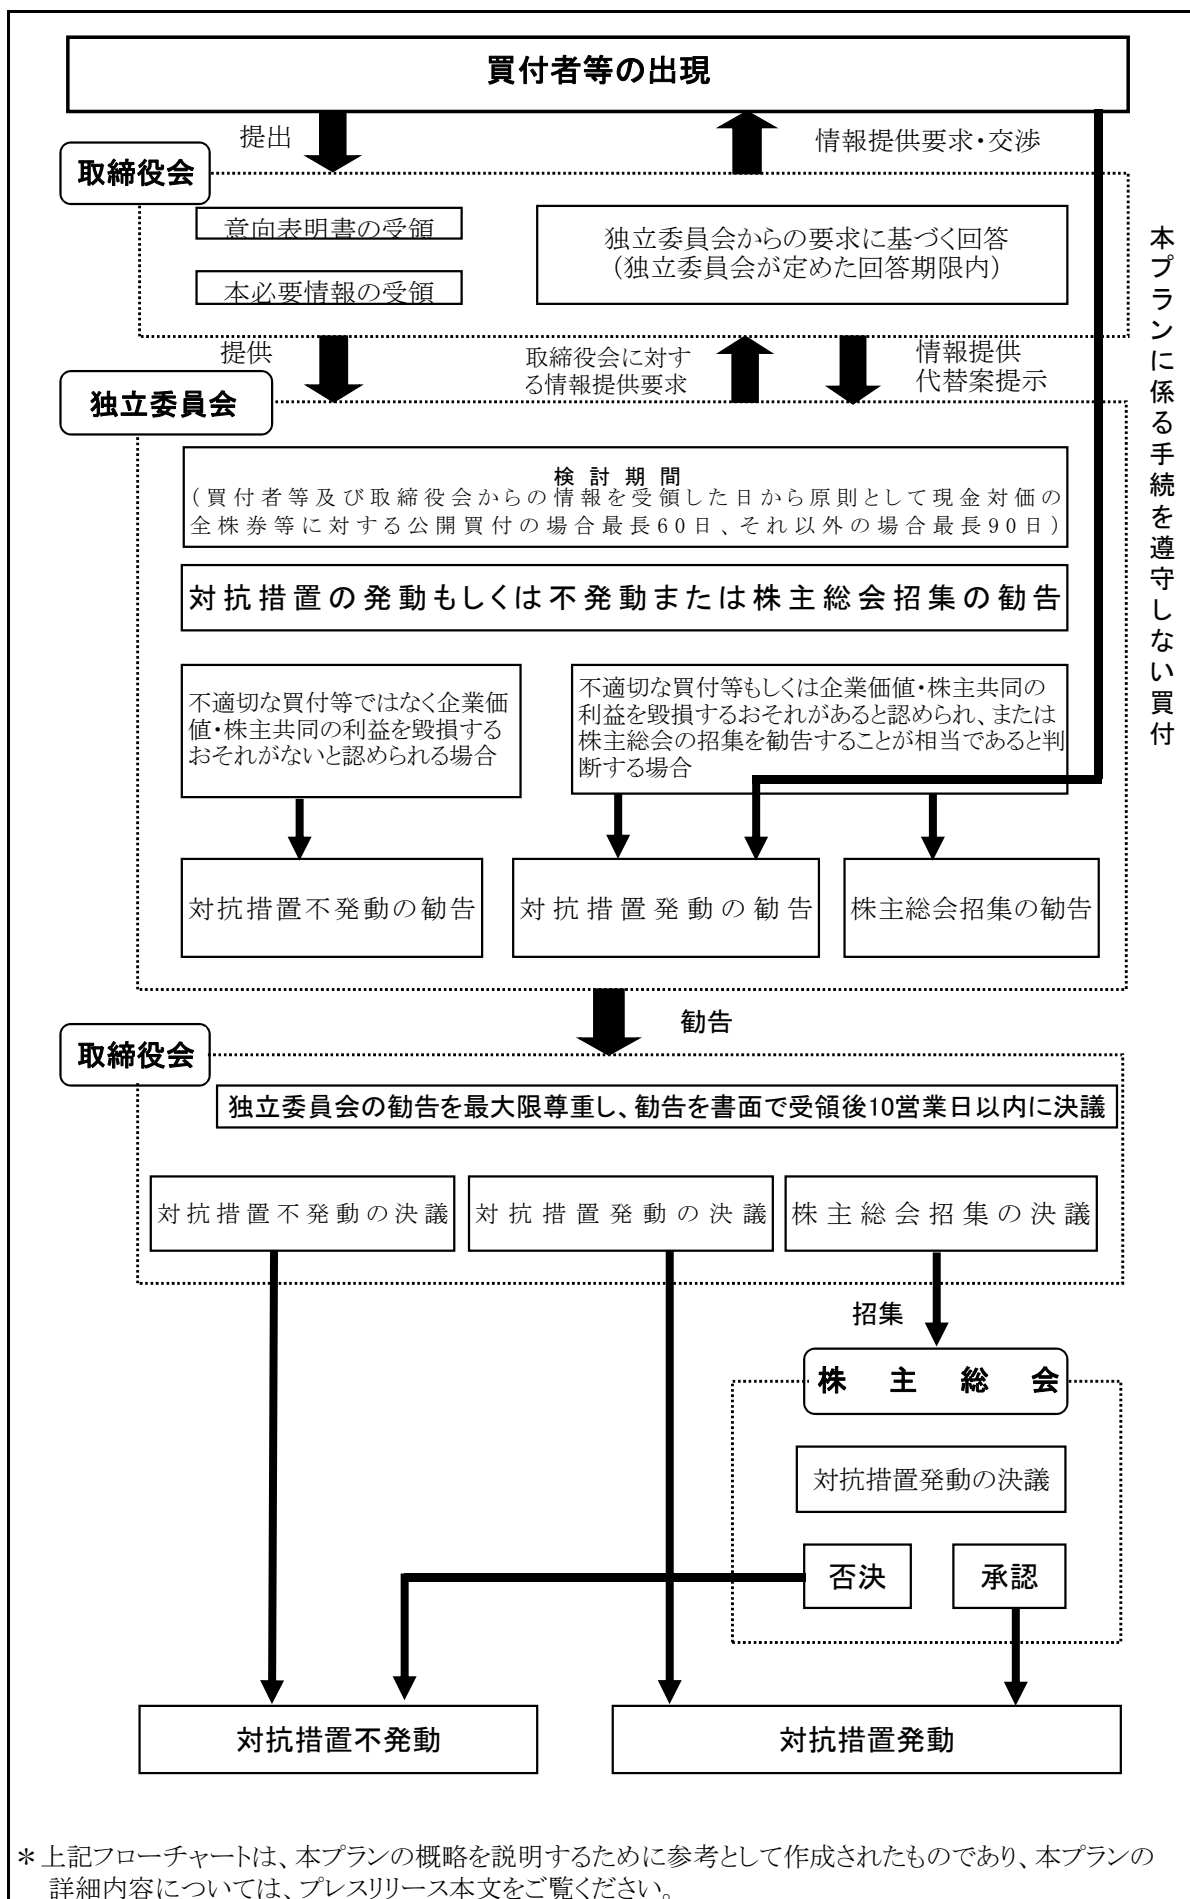 買付者等の出現
提出
情報提供要求・交渉
取締役会
意向表明書の受領
本必要情報の受領
独立委員会からの要求に基づく回答
(独立委員会が定めた回答期限内)
本プランに係る手続を遵守しない買付
提供
取締役会に対す
る情報提供要求
情報提供
代替案提示
独立委員会
検討期間
(買付者等及び取締役会からの情報を受領した日から原則として現金対価の
全株券等に対する公開買付の場合最長60日、それ以外の場合最長90日)
対抗措置の発動もしくは不発動または株主総会招集の勧告
不適切な買付等ではなく企業価
値・株主共同の利益を毀損する
おそれがないと認められる場合
不適切な買付等もしくは企業価値・株主共同の
利益を毀損するおそれがあると認められ、または
株主総会の招集を勧告することが相当であると判
断する場合
対抗措置不発動の勧告
対抗措置発動の勧告
株主総会招集の勧告
勧告
取締役会
独立委員会の勧告を最大限尊重し、勧告を書面で受領後10営業日以内に決議
対抗措置不発動の決議
対抗措置発動の決議
株主総会招集の決議
招集
株主総会
対抗措置発動の決議
否決
承認
対抗措置不発動
対抗措置発動
＊上記フローチャートは、本プランの概略を説明するために参考として作成されたものであり、本プランの
詳細内容については、プレスリリース本文をご覧ください。